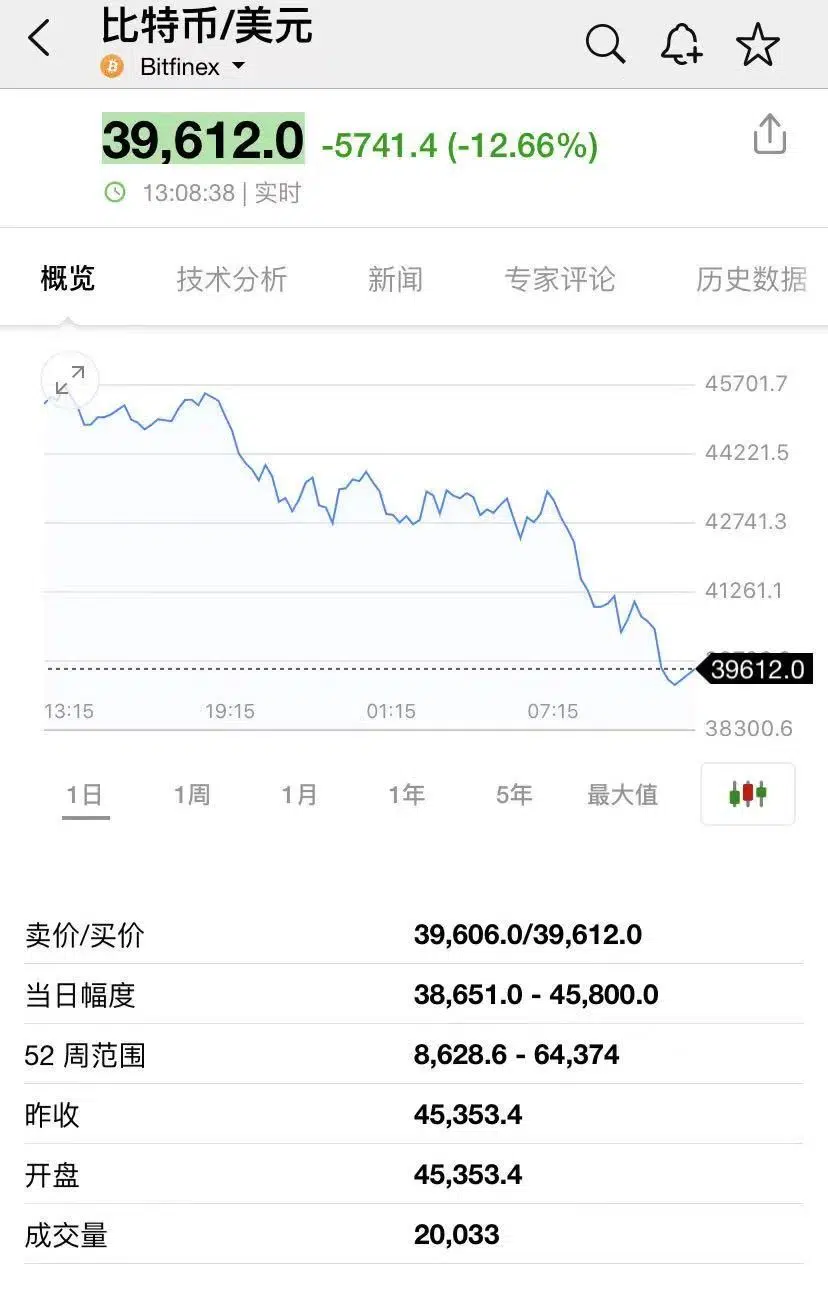 比特币/美元
Bitfinex
39,612.0 -5741.4 (-12.66%)
13:08:38 | 实时
概览 技术分析 新闻 专家评论 历史数据
45701.7
44221.5
42741.3
41261.1
39612.0
13:15 19:15 01:15 07:15
38300.6
1日 1周 1月 1年 5年 最大值
卖价/买价 39,606.0/39,612.0
当日幅度 38,651.0 - 45,800.0
52 周范围 8,628.6 - 64,374
昨收 45,353.4
开盘 45,353.4
成交量 20,033